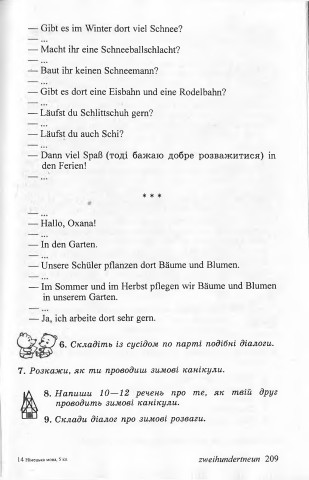 — Gibt es im Winter dort viel Schnee?
— ...
— Macht ihr eine Schneeballschlacht?
— ...
— Baut ihr keinen Schneemann?
— ...
— Gibt es dort eine Eisbahn und eine Rodelbahn?
— ...
— Läufst du Schlittschuh gern?
— ...
— Läufst du auch Schi?
— ...
— Dann viel Spaß (тоді бажаю добре розважитися) in
den Ferien!
— ...
* * *
— ...
— Hallo, Oxana!
— ...
— In den Garten.
— ...
— Unsere Schüler pflanzen dort Bäume und Blumen.
— ...
— Im Sommer und im Herbst pflegen wir Bäume und Blumen
in unserem Garten.
— ...
— Ja, ich arbeite dort sehr gern.
6. Складіть із сусідом по парті подібні діалоги.
7. Розкажи, як ти проводиш зимові канікули.
8. Напиши 10—12 речень про те, як твій друг
проводить зимові канікули.
9. Склади діалог про зимові розваги.
14 Німецька мова, 5 кл.
zweihundertneun 209